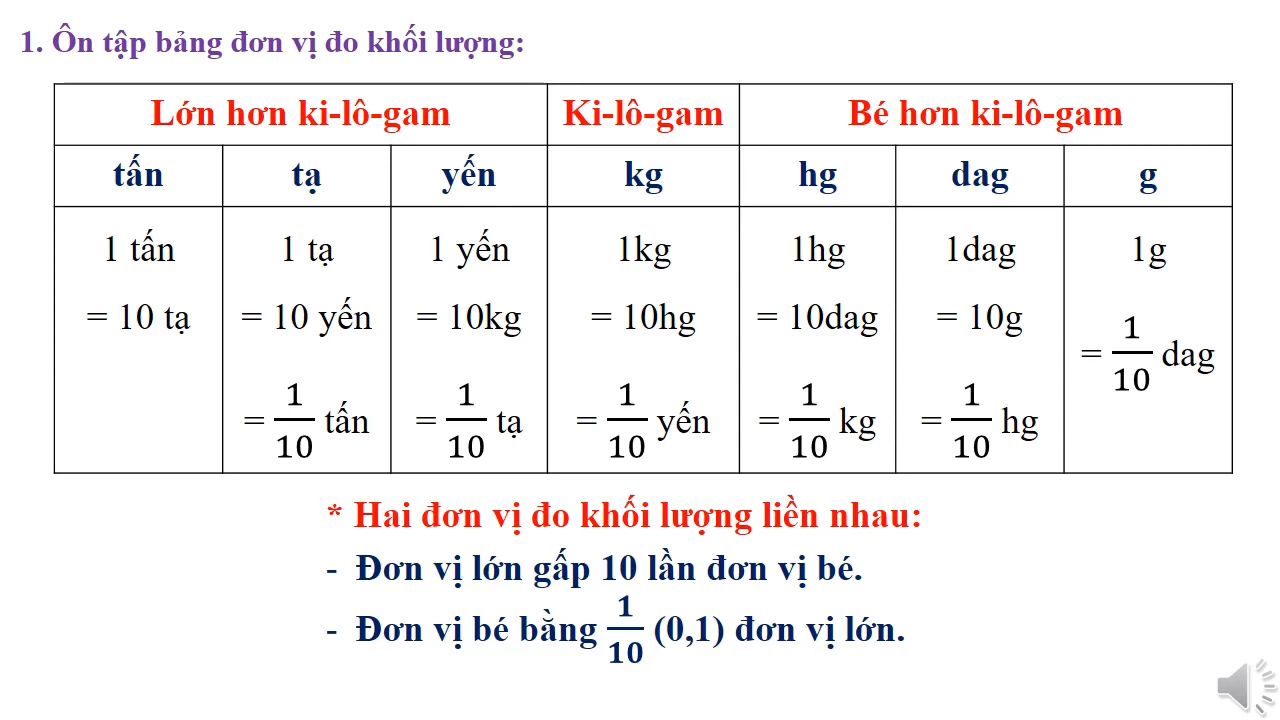 1. Ôn tập bảng đơn vị đo khối lượng:
Lớn hơn ki-lô-gam Ki-lô-gam Bé hơn ki-lô-gam
tấn tạ yến kg hg dag g
1 tấn 1 tạ 1 yến 1kg 1hg 1dag 1g
= 10 tạ = 10 yến = 10kg = 10hg = 10dag = 10g
= 1/10 dag
= 1/10 tấn = 1/10 tạ = 1/10 yến = 1/10 kg = 1/10 hg
* Hai đơn vị đo khối lượng liền nhau:
- Đơn vị lớn gấp 10 lần đơn vị bé.
- Đơn vị bé bằng 1/10 (0,1) đơn vị lớn.